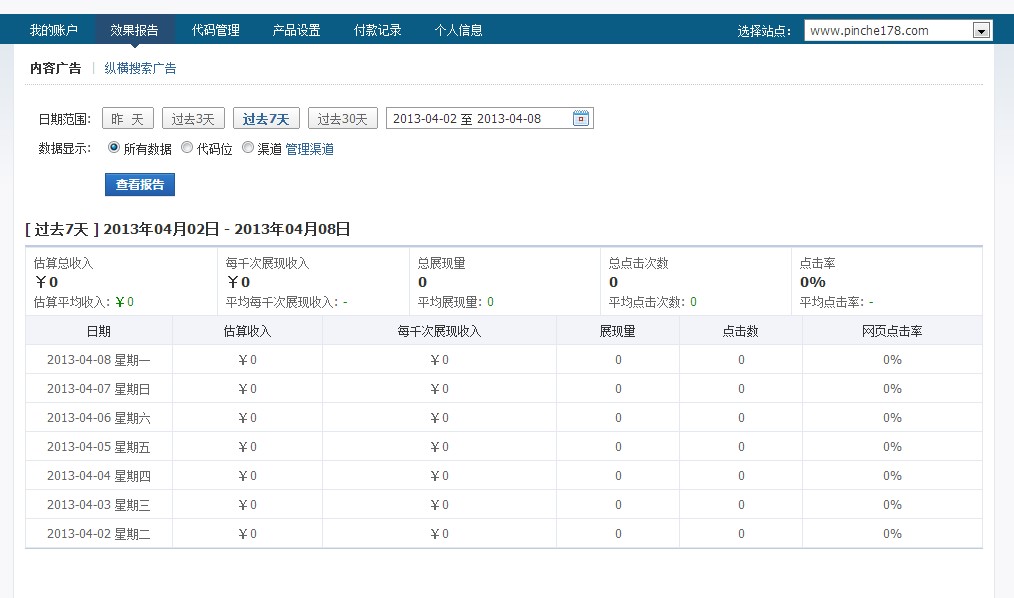 我的账户 效果报告 代码管理 产品设置 付款记录 个人信息 选择站点: www.pinche178.com
内容广告 | 纵横搜索广告
日期范围: 昨 天 过去3天 过去7天 过去30天 2013-04-02 至 2013-04-08
数据显示: 所有数据 代码位 渠道 管理渠道
查看报告
[ 过去7天 ] 2013年04月02日 - 2013年04月08日
估算总收入 每千次展现收入 总展现量 总点击次数 点击率
￥0 ￥0 0 0 0%
估算平均收入: ￥0 平均每千次展现收入: - 平均展现量: 0 平均点击次数: 0 平均点击率: -
日期 估算收入 每千次展现收入 展现量 点击数 网页点击率
2013-04-08 星期一 ￥0 ￥0 0 0 0%
2013-04-07 星期日 ￥0 ￥0 0 0 0%
2013-04-06 星期六 ￥0 ￥0 0 0 0%
2013-04-05 星期五 ￥0 ￥0 0 0 0%
2013-04-04 星期四 ￥0 ￥0 0 0 0%
2013-04-03 星期三 ￥0 ￥0 0 0 0%
2013-04-02 星期二 ￥0 ￥0 0 0 0%